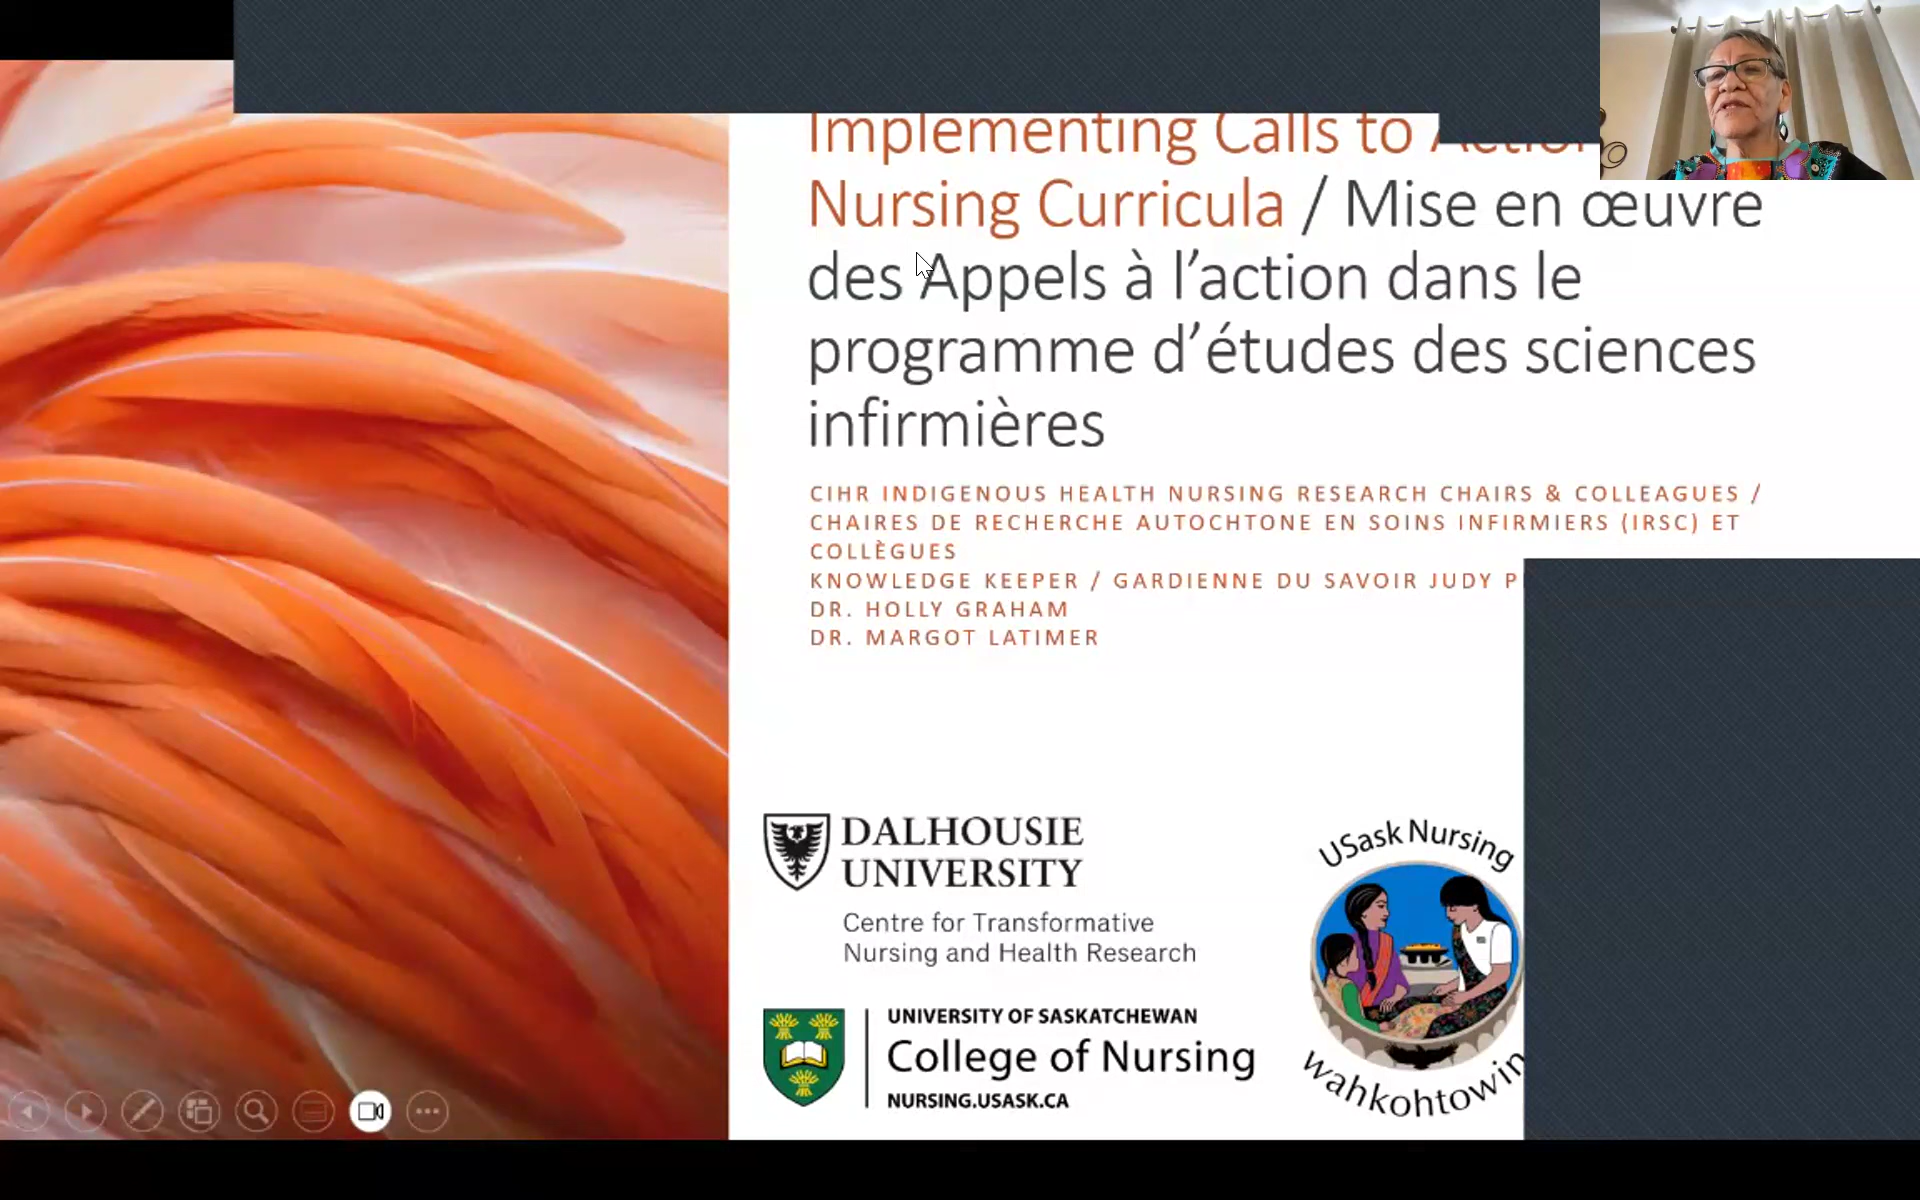 Implementing Calls to Action
Nursing Curricula / Mise en œuvre
des Appels à l'action dans le
programme d'études des sciences
infirmières
CIHR INDIGENOUS HEALTH NURSING RESEARCH CHAIRS & COLLEAGUES /
CHAIRES DE RECHERCHE AUTOCHTONE EN SOINS INFIRMIERS (IRSC) ET
COLLÈGUES
KNOWLEDGE KEEPER / GARDIENNE DU SAVOIR JUDY P
DR. HOLLY GRAHAM
DR. MARGOT LATIMER
DALHOUSIE
UNIVERSITY
Centre for Transformative
Nursing and Health Research
UNIVERSITY OF SASKATCHEWAN
College of Nursing
NURSING.USASK.CA
USask Nursing
wahkohtowin